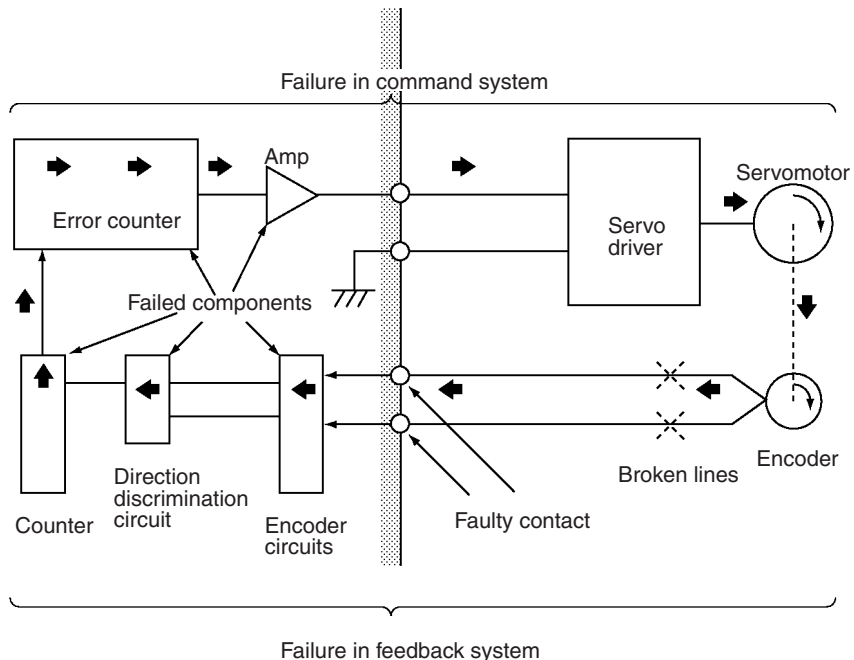 Failure in command system
Amp
Servomotor
Error counter
Servo
driver
Failed components
Direction
discrimination
circuit
Counter
Encoder
circuits
Faulty contact
Broken lines
Encoder
Failure in feedback system